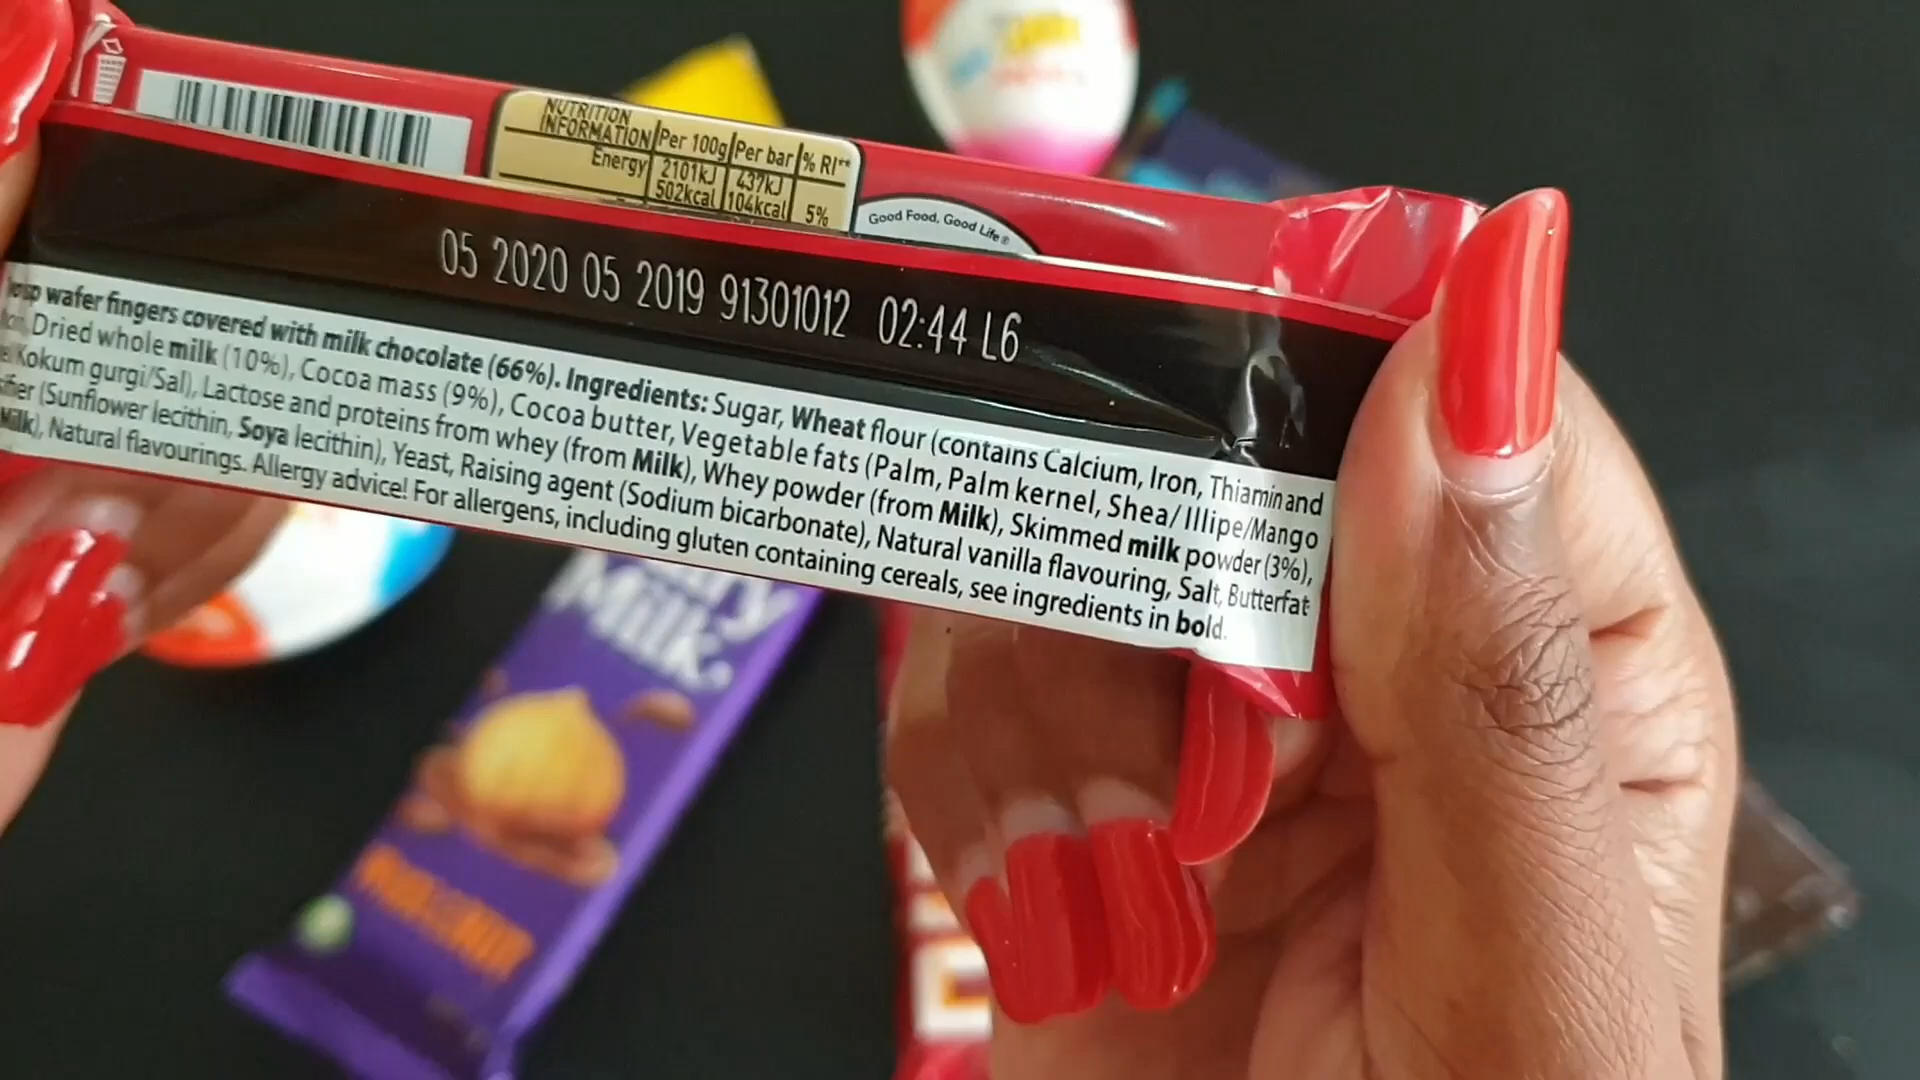 NUTRITION
INFORMATION Per 100g Per bar % RI**
Energy 2101kJ 437kJ
502kcal 104kcal 5%
Good Food, Good Life®
05 2020 05 2019 91301012 02:44 L6
wafer fingers covered with milk chocolate (66%). Ingredients: Sugar, Wheat flour (contains Calcium, Iron, Thiamin and
Dried whole milk (10%), Cocoa mass (9%), Cocoa butter, Vegetable fats (Palm, Palm kernel, Shea/Illipe/Mango
Kokum gurgi/Sal), Lactose and proteins from whey (from Milk), Whey powder (from Milk), Skimmed milk powder (3%),
(Sunflower lecithin, Soya lecithin), Yeast, Raising agent (Sodium bicarbonate), Natural vanilla flavouring, Salt, Butterfat
Milk), Natural flavourings. Allergy advice! For allergens, including gluten containing cereals, see ingredients in bold.
Milk